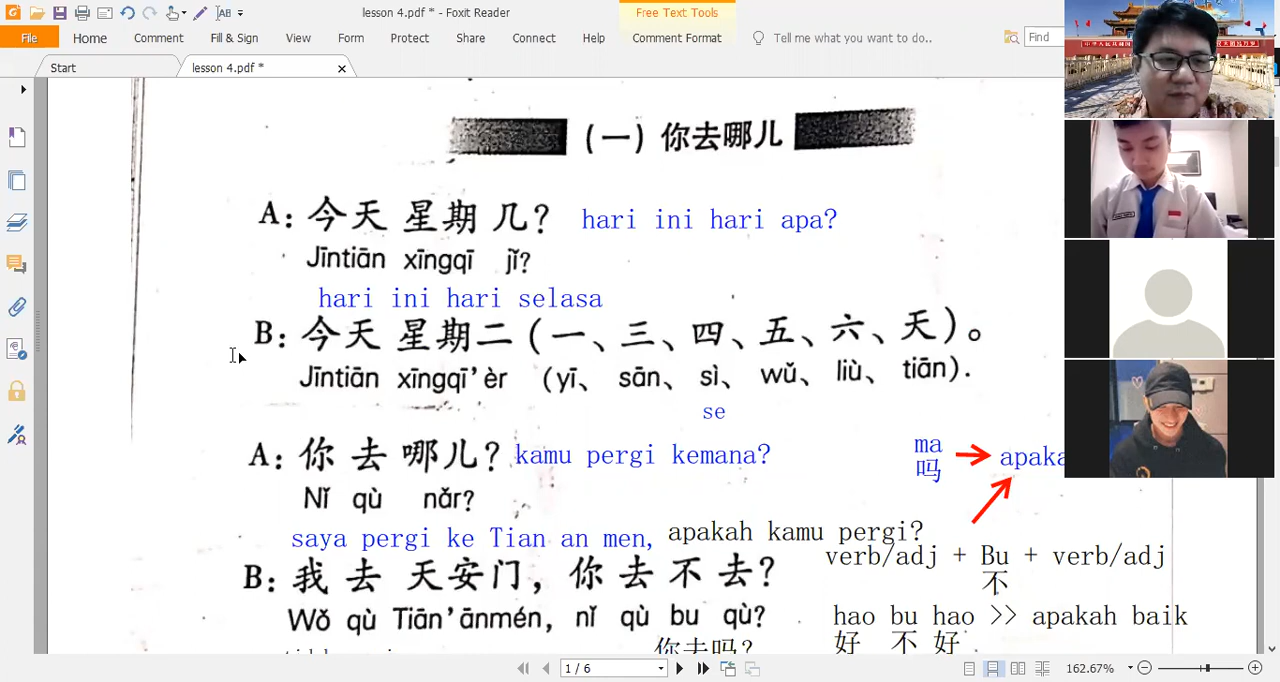 lesson 4.pdf * - Foxit Reader
Free Text Tools
File Home Comment Fill & Sign View Form Protect Share Connect Help Comment Format Tell me what you want to do.. Find
Start lesson 4.pdf *
(一)你去哪儿
A: 今天 星期 几? hari ini hari apa?
Jīntiān xīngqī jǐ?
hari ini hari selasa
B: 今天 星期二(一、三、四、五、六、天)。
Jīntiān xīngqī'èr (yī、 sān、 sì、 wǔ、 liù、 tiān).
se
A: 你 去 哪儿? kamu pergi kemana?
Nǐ qù nǎr?
ma
吗
apaka
saya pergi ke Tian an men, apakah kamu pergi?
verb/adj + Bu + verb/adj
不
B: 我 去 天安门, 你 去 不 去?
Wǒ qù Tiān'ānmén, nǐ qù bu qù?
hao bu hao >> apakah baik
好 不 好
你去吗?
1 / 6
162.67%